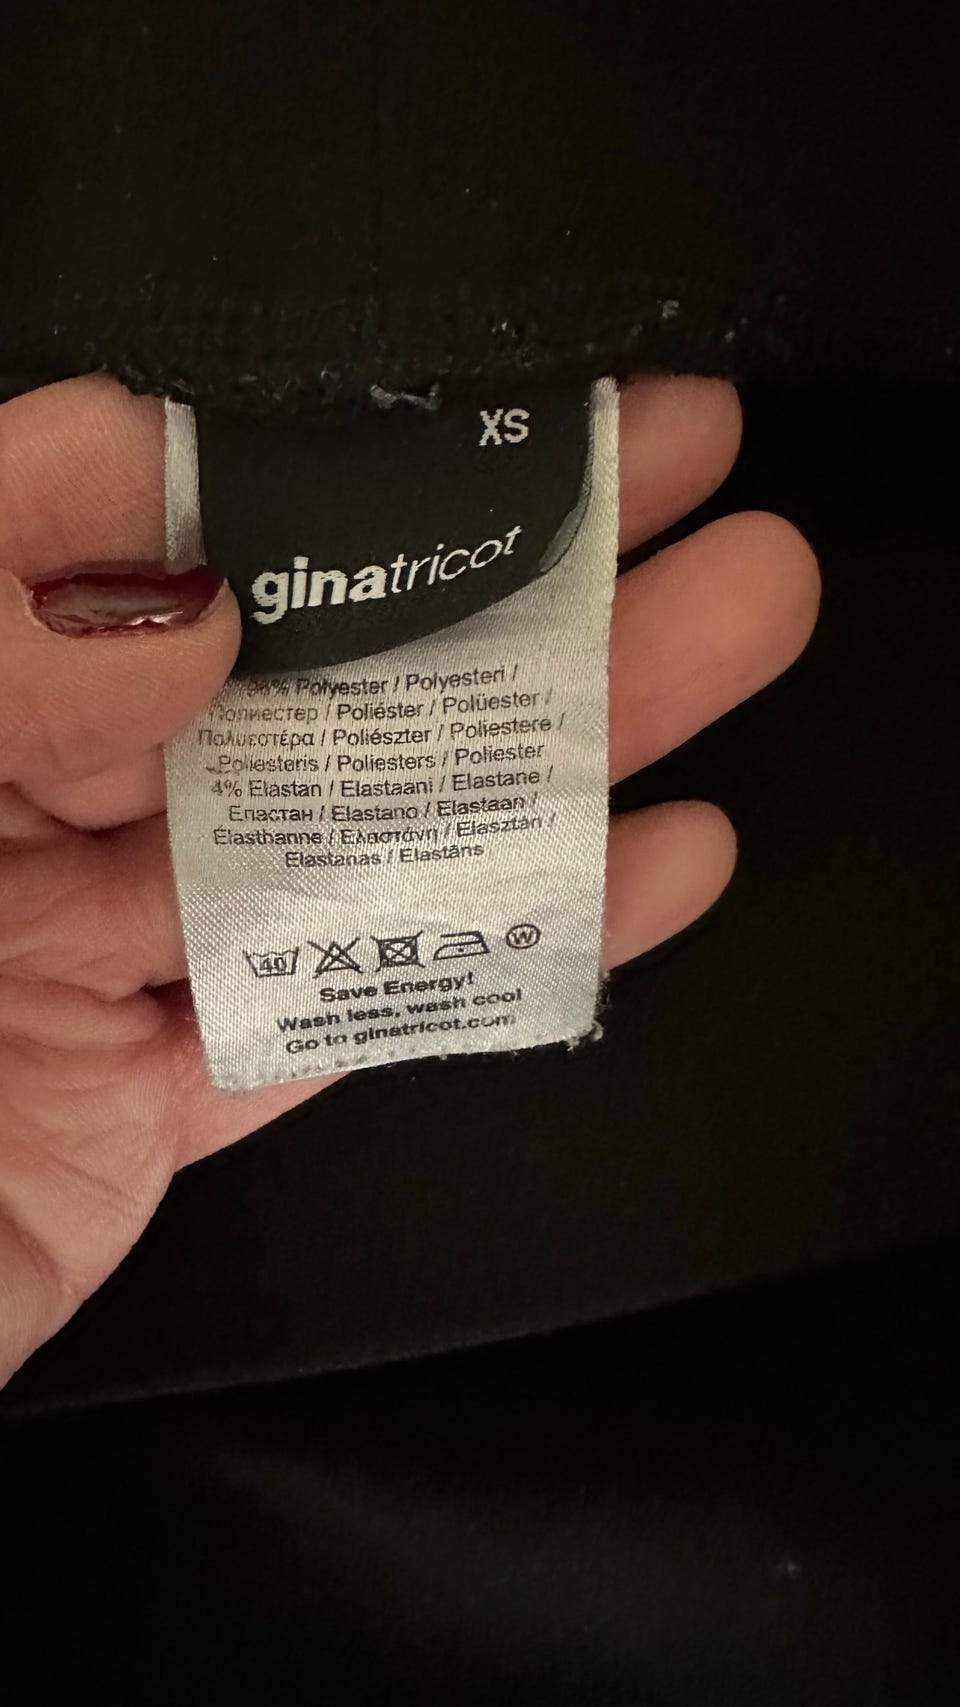 XS
ginatricot
96% Polyester / Polyesteri /
Полиестер / Poliéster / Polüester /
Πολυεστέρα / Poliészter / Poliestere /
Poliesteris / Poliesters / Poliester
4% Elastan / Elastaani / Elastane /
Еластан / Elastano / Elastaan /
Élasthanne / Ελαστάνη / Elasztán /
Elastanas / Elastāns
40 W
Save Energy!
Wash less, wash cool
Go to ginatricot.com